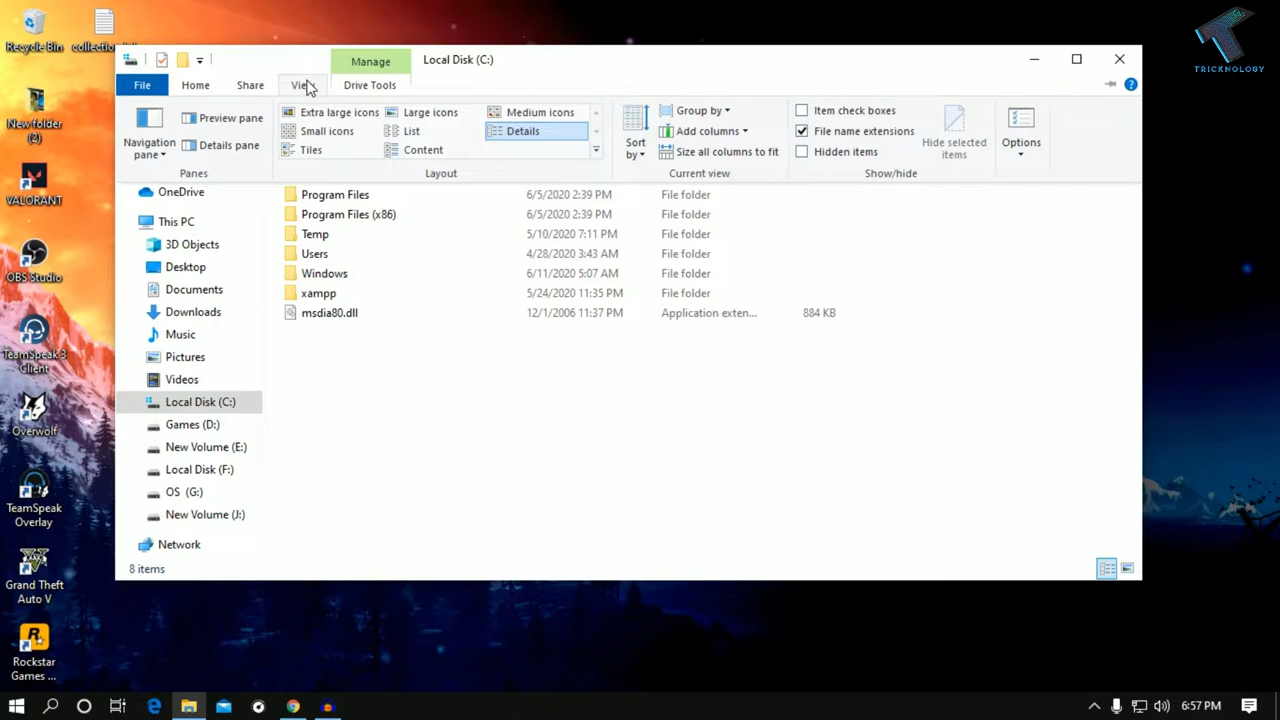 Recycle Bin
New folder
(2)
VALORANT
OBS Studio
TeamSpeak 3
Client
Overwolf
TeamSpeak
Overlay
Grand Theft
Auto V
Rockstar
Games ...
TRICKNOLOGY
Manage
Local Disk (C:)
File
Home
Share
View
Drive Tools
Navigation
pane
Preview pane
Details pane
Panes
Extra large icons
Large icons
Medium icons
Small icons
List
Details
Tiles
Content
Layout
Sort
by
Group by
Add columns
Size all columns to fit
Current view
Item check boxes
File name extensions
Hidden items
Hide selected
items
Show/hide
Options
OneDrive
This PC
3D Objects
Desktop
Documents
Downloads
Music
Pictures
Videos
Local Disk (C:)
Games (D:)
New Volume (E:)
Local Disk (F:)
OS (G:)
New Volume (J:)
Network
Program Files 6/5/2020 2:39 PM File folder
Program Files (x86) 6/5/2020 2:39 PM File folder
Temp 5/10/2020 7:11 PM File folder
Users 4/28/2020 3:43 AM File folder
Windows 6/11/2020 5:07 AM File folder
xampp 5/24/2020 11:35 PM File folder
msdia80.dll 12/1/2006 11:37 PM Application exten... 884 KB
8 items
6:57 PM